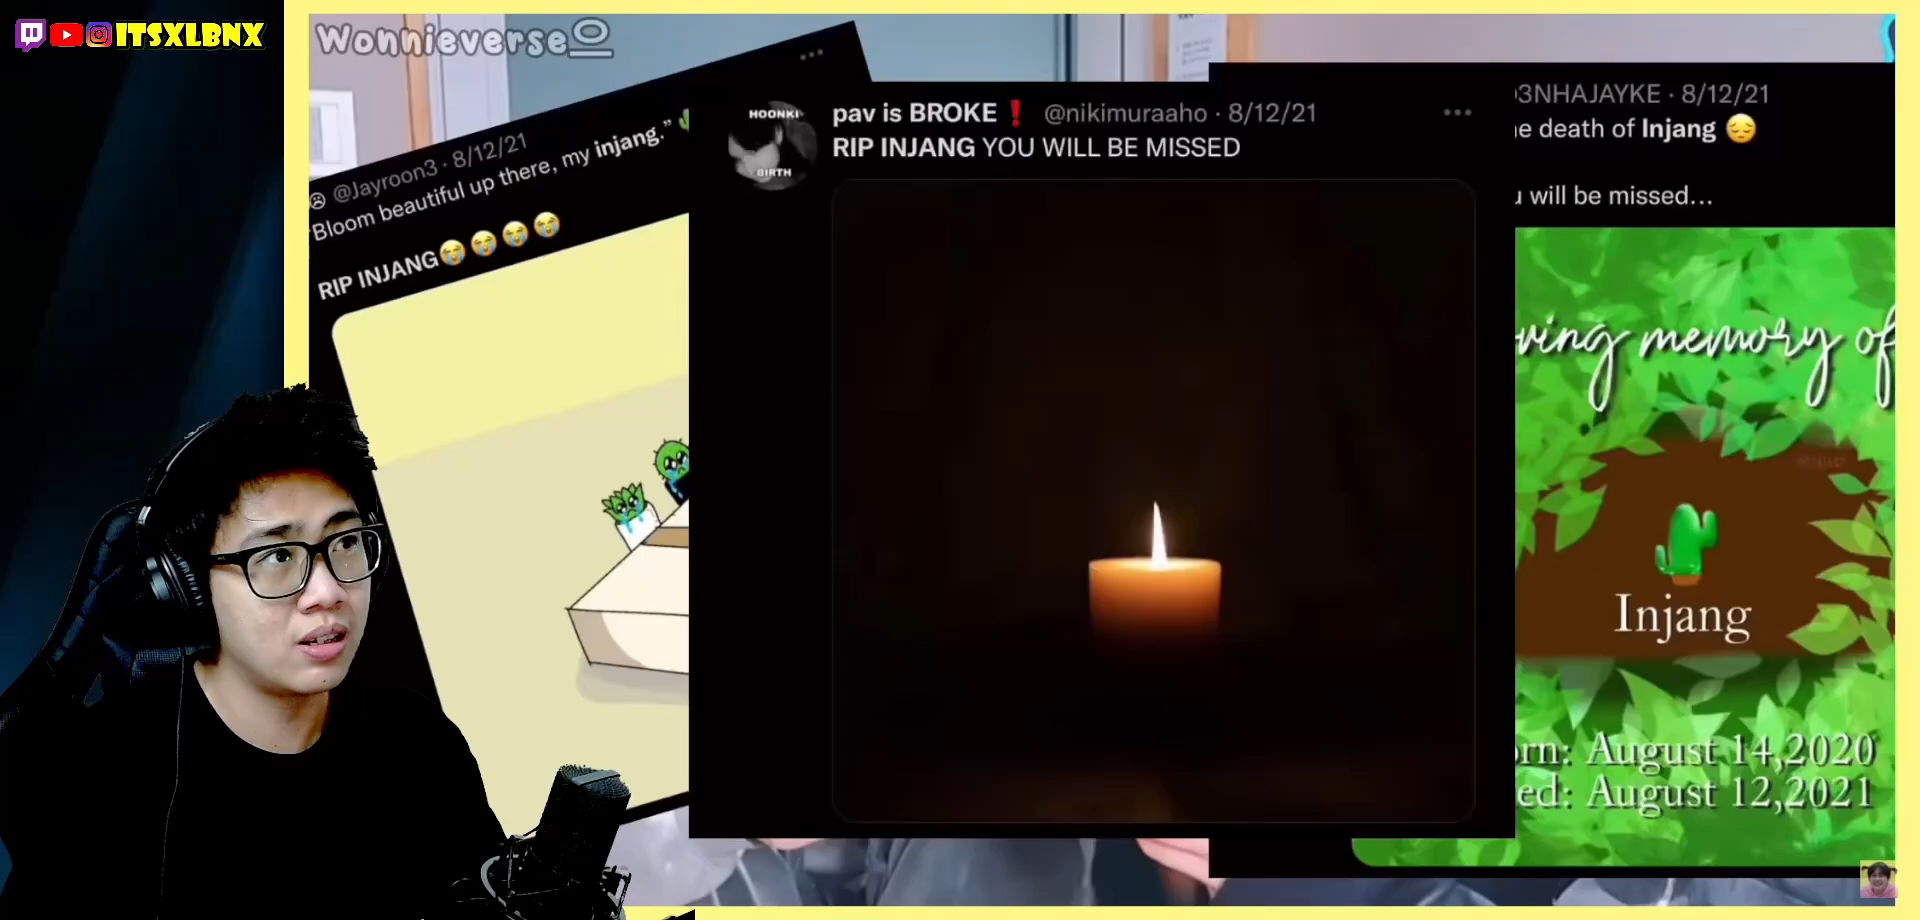 ITSXLBNX
Wonnieverse
@Jayroon3 · 8/12/21
"Bloom beautiful up there, my injang."
RIP INJANG😭😭😭😭
HOONKI
BIRTH
pav is BROKE❗ @nikimuraaho · 8/12/21
RIP INJANG YOU WILL BE MISSED
3NHAJAYKE · 8/12/21
e death of Injang 😔
will be missed...
ving memory of
Injang
rn: August 14,2020
ed: August 12,2021